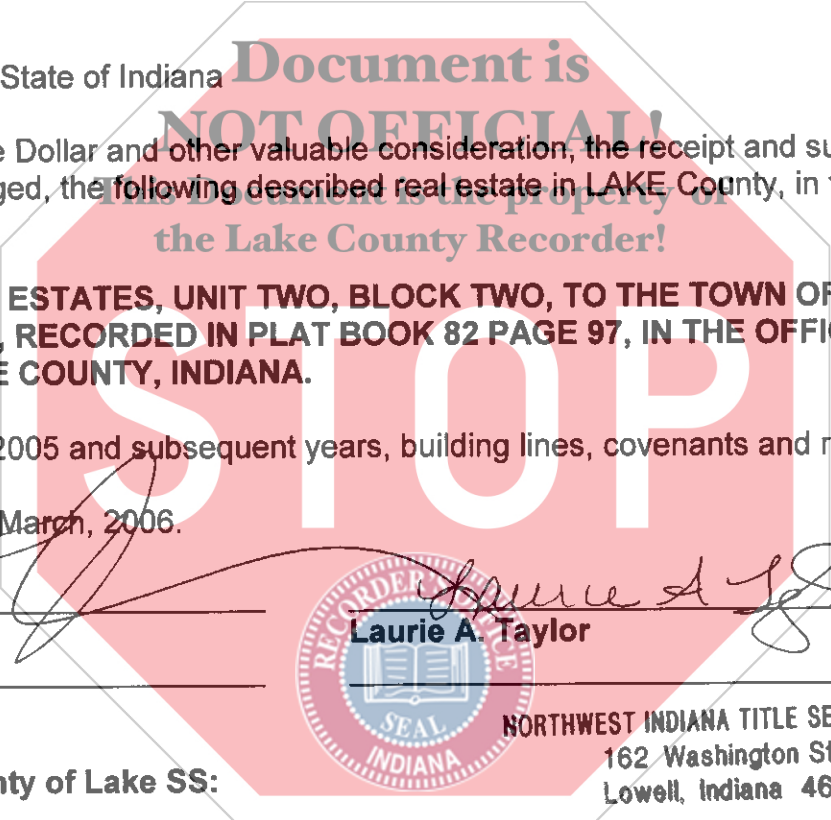 State of Indiana
Document is
NOT OFFICIAL!
e Dollar and other valuable consideration, the receipt and su
ged, the following described real estate in LAKE County, in
This Document is the property of
the Lake County Recorder!
ESTATES, UNIT TWO, BLOCK TWO, TO THE TOWN OF
, RECORDED IN PLAT BOOK 82 PAGE 97, IN THE OFFIC
E COUNTY, INDIANA.
STOP
2005 and subsequent years, building lines, covenants and r
March, 2006.
Laurie A
Laurie A. Taylor
RECORDER'S OFFICE
SEAL
INDIANA
NORTHWEST INDIANA TITLE SE
162 Washington St
Lowell, Indiana 46
nty of Lake SS: